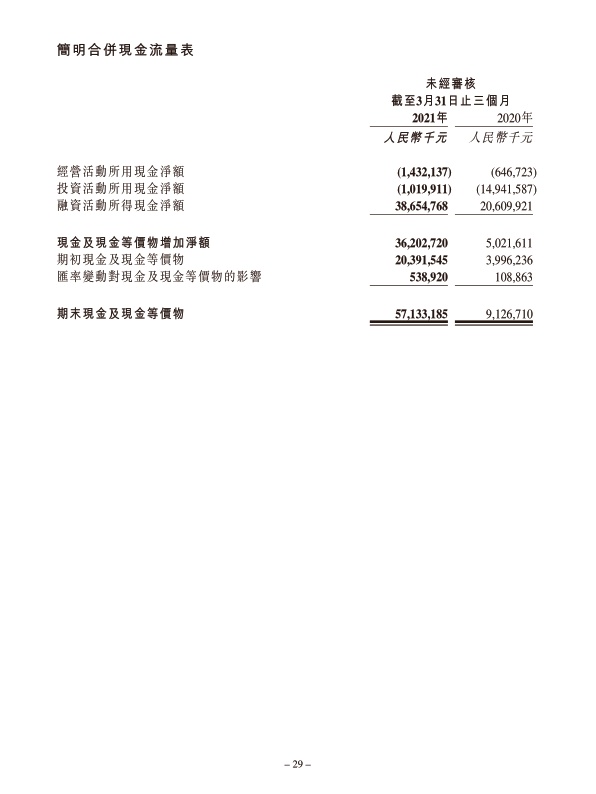 簡明合併現金流量表
未經審核
截至3月31日止三個月
2021年 2020年
人民幣千元 人民幣千元
經營活動所用現金淨額 (1,432,137) (646,723)
投資活動所用現金淨額 (1,019,911) (14,941,587)
融資活動所得現金淨額 38,654,768 20,609,921
現金及現金等價物增加淨額 36,202,720 5,021,611
期初現金及現金等價物 20,391,545 3,996,236
匯率變動對現金及現金等價物的影響 538,920 108,863
期末現金及現金等價物 57,133,185 9,126,710
– 29 –